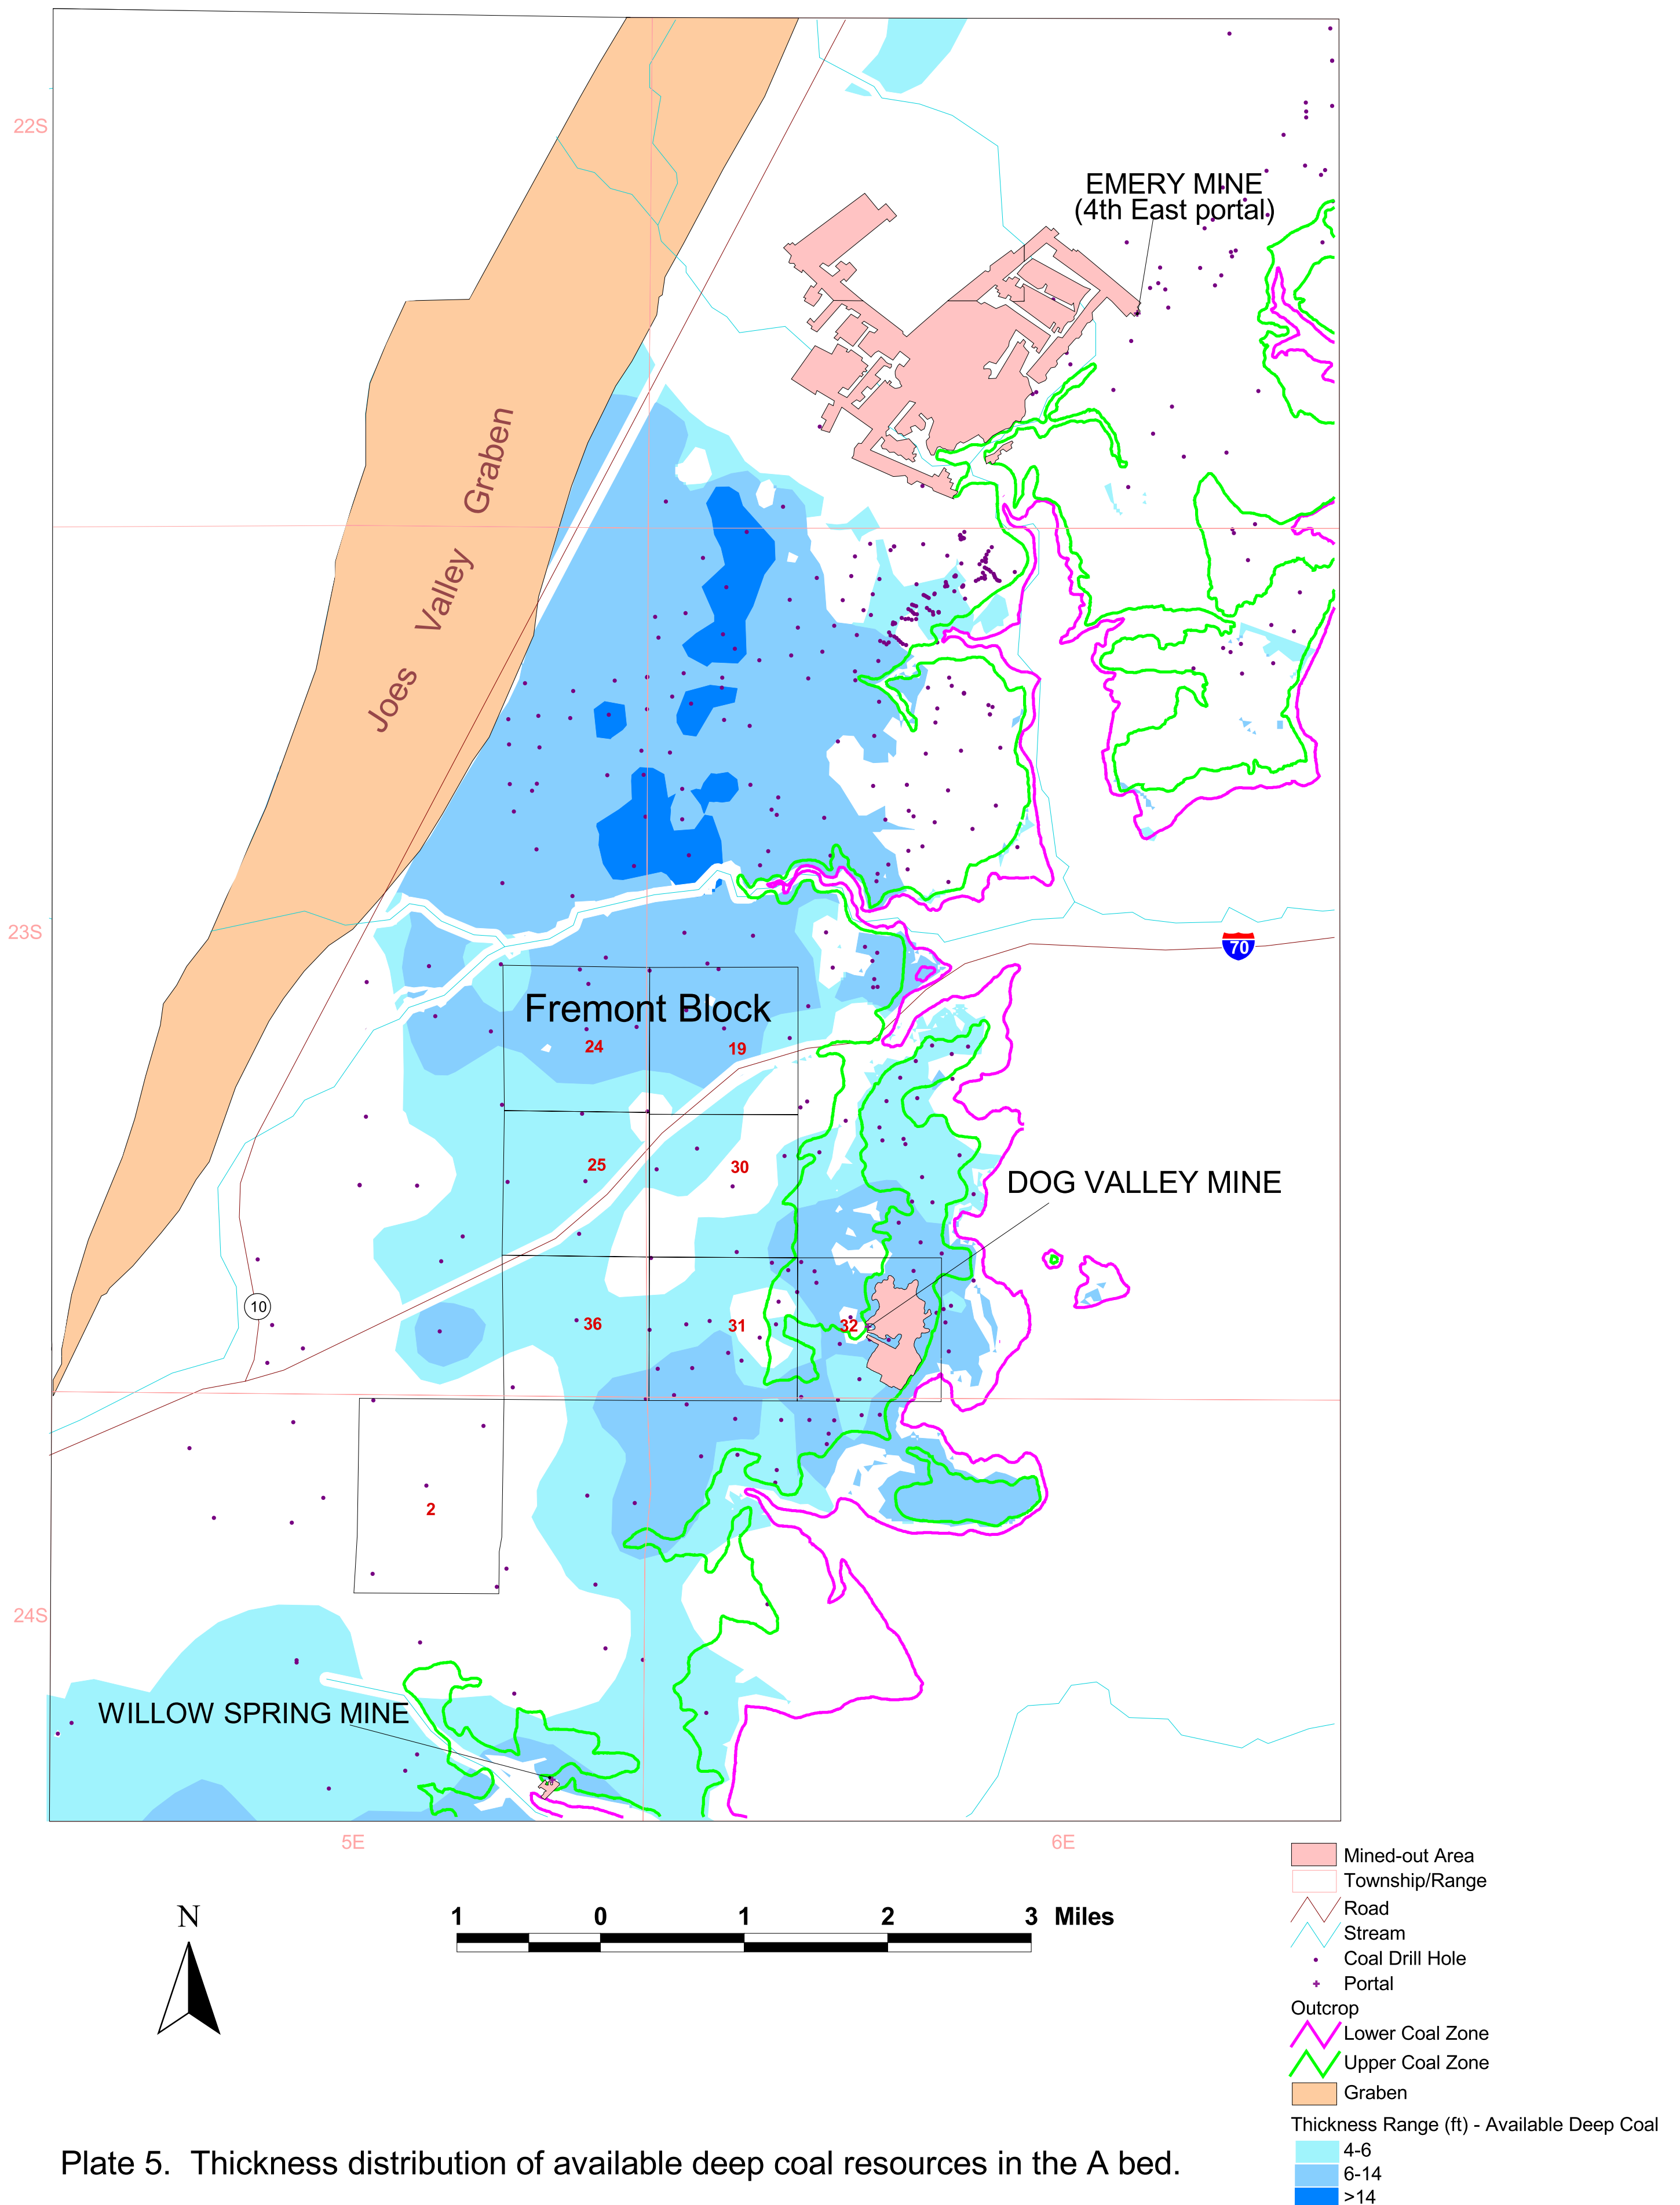 22S
EMERY MINE
(4th East portal)
Joes Valley Graben
23S
70
Fremont Block
24
19
25
30
DOG VALLEY MINE
10
36
31
32
2
24S
WILLOW SPRING MINE
5E
6E
Mined-out Area
Township/Range
Road
Stream
Coal Drill Hole
Portal
Outcrop
Lower Coal Zone
Upper Coal Zone
Graben
Thickness Range (ft) - Available Deep Coal
4-6
6-14
>14
N
1 0 1 2 3 Miles
Plate 5. Thickness distribution of available deep coal resources in the A bed.